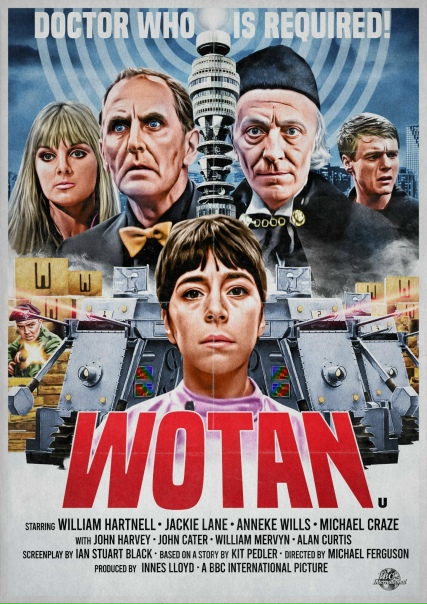 DOCTOR WHO IS REQUIRED!
W
W
W
W
WOTAN
U
STARRING WILLIAM HARTNELL • JACKIE LANE • ANNEKE WILLS • MICHAEL CRAZE
WITH JOHN HARVEY • JOHN CATER • WILLIAM MERVYN • ALAN CURTIS
SCREENPLAY BY IAN STUART BLACK • BASED ON A STORY BY KIT PEDLER • DIRECTED BY MICHAEL FERGUSON
PRODUCED BY INNES LLOYD • A BBC INTERNATIONAL PICTURE
BBC
International